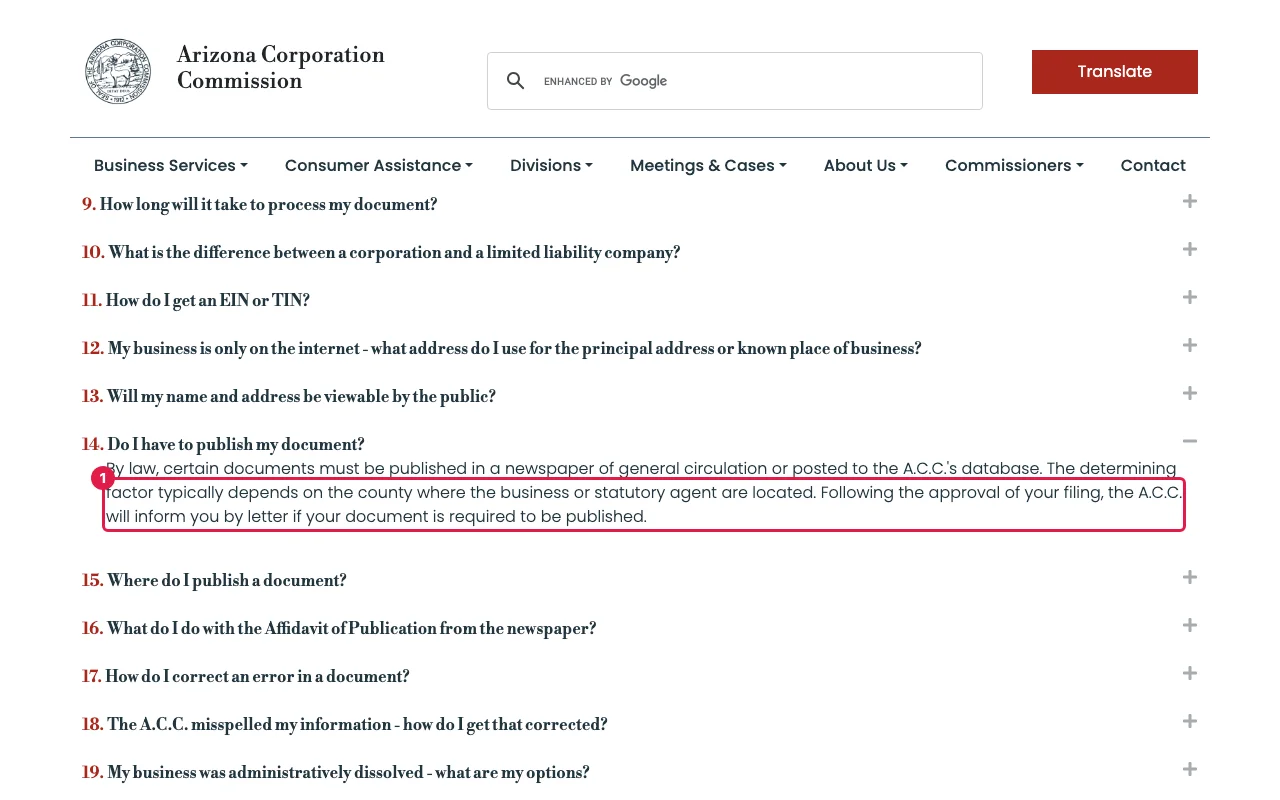 Arizona Corporation
Commission
ENHANCED BY Google
Translate
Business Services
Consumer Assistance
Divisions
Meetings & Cases
About Us
Commissioners
Contact
9. How long will it take to process my document?
10. What is the difference between a corporation and a limited liability company?
11. How do I get an EIN or TIN?
12. My business is only on the internet - what address do I use for the principal address or known place of business?
13. Will my name and address be viewable by the public?
14. Do I have to publish my document?
By law, certain documents must be published in a newspaper of general circulation or posted to the A.C.C.'s database. The determining
1
factor typically depends on the county where the business or statutory agent are located. Following the approval of your filing, the A.C.C.
will inform you by letter if your document is required to be published.
15. Where do I publish a document?
16. What do I do with the Affidavit of Publication from the newspaper?
17. How do I correct an error in a document?
18. The A.C.C. misspelled my information - how do I get that corrected?
19. My business was administratively dissolved - what are my options?